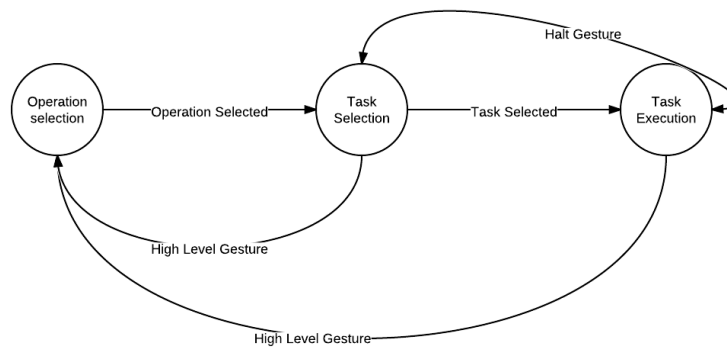 Halt Gesture
Operation
selection
Operation Selected
Task
Selection
Task Selected
Task
Execution
High Level Gesture
High Level Gesture